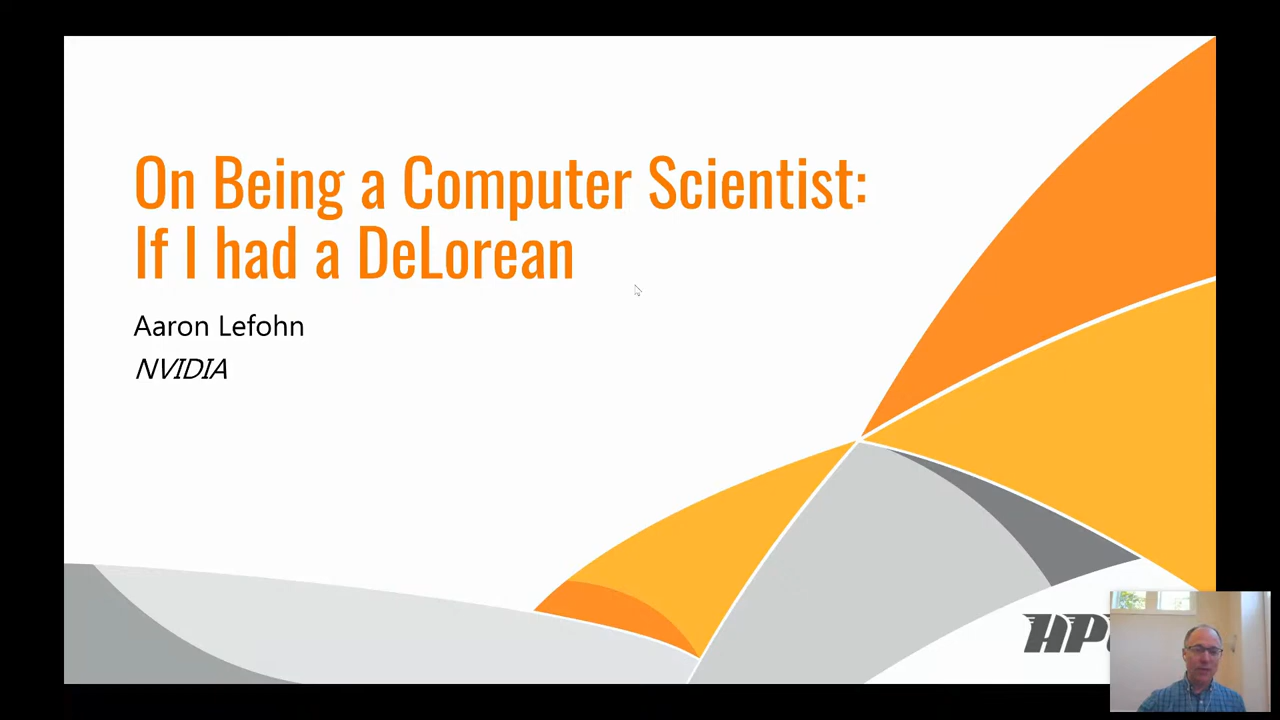 On Being a Computer Scientist:
If I had a DeLorean
Aaron Lefohn
NVIDIA